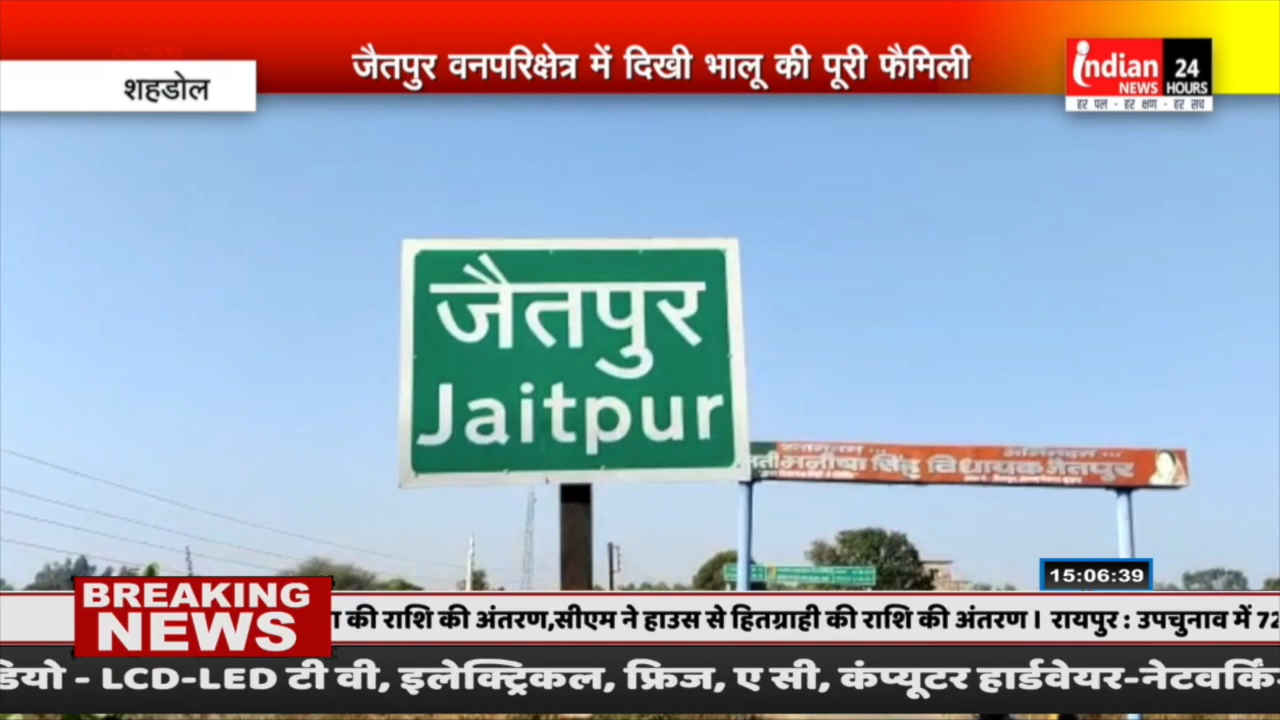 जैतपुर वनपरिक्षेत्र में दिखी भालू की पूरी फैमिली
शहडोल
indian
NEWS
24
HOURS
हर पल - हर क्षण - हर सच
जैतपुर
Jaitpur
सिंह विधायक जैतपुर
15:06:39
BREAKING
NEWS
की राशि की अंतरण,सीएम ने हाउस से हितग्राही की राशि की अंतरण। रायपुर : उपचुनाव में 72
डियो - LCD-LED टी वी, इलेक्ट्रिकल, फ्रिज, ए सी, कंप्यूटर हार्डवेयर-नेटवर्कि